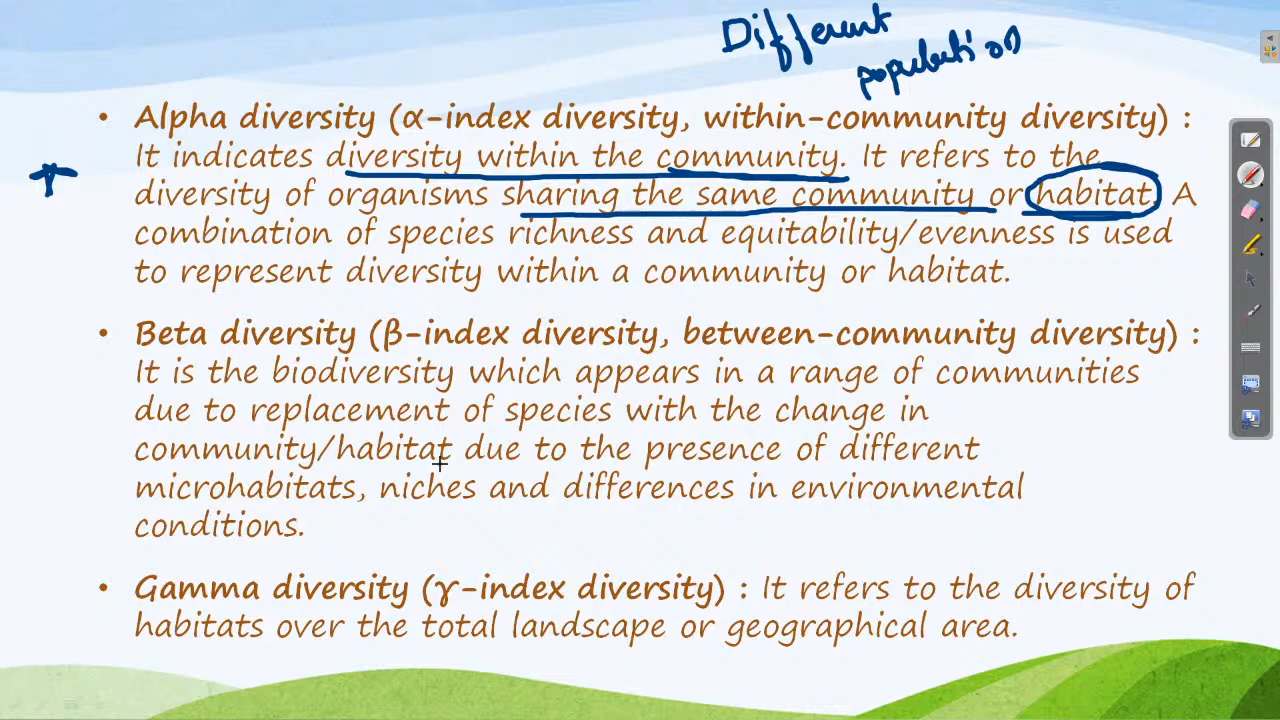 Different
population
• Alpha diversity (α-index diversity, within-community diversity) :
It indicates diversity within the community. It refers to the
diversity of organisms sharing the same community or habitat. A
combination of species richness and equitability/evenness is used
to represent diversity within a community or habitat.
• Beta diversity (β-index diversity, between-community diversity) :
It is the biodiversity which appears in a range of communities
due to replacement of species with the change in
community/habitat due to the presence of different
microhabitats, niches and differences in environmental
conditions.
• Gamma diversity (γ-index diversity) : It refers to the diversity of
habitats over the total landscape or geographical area.